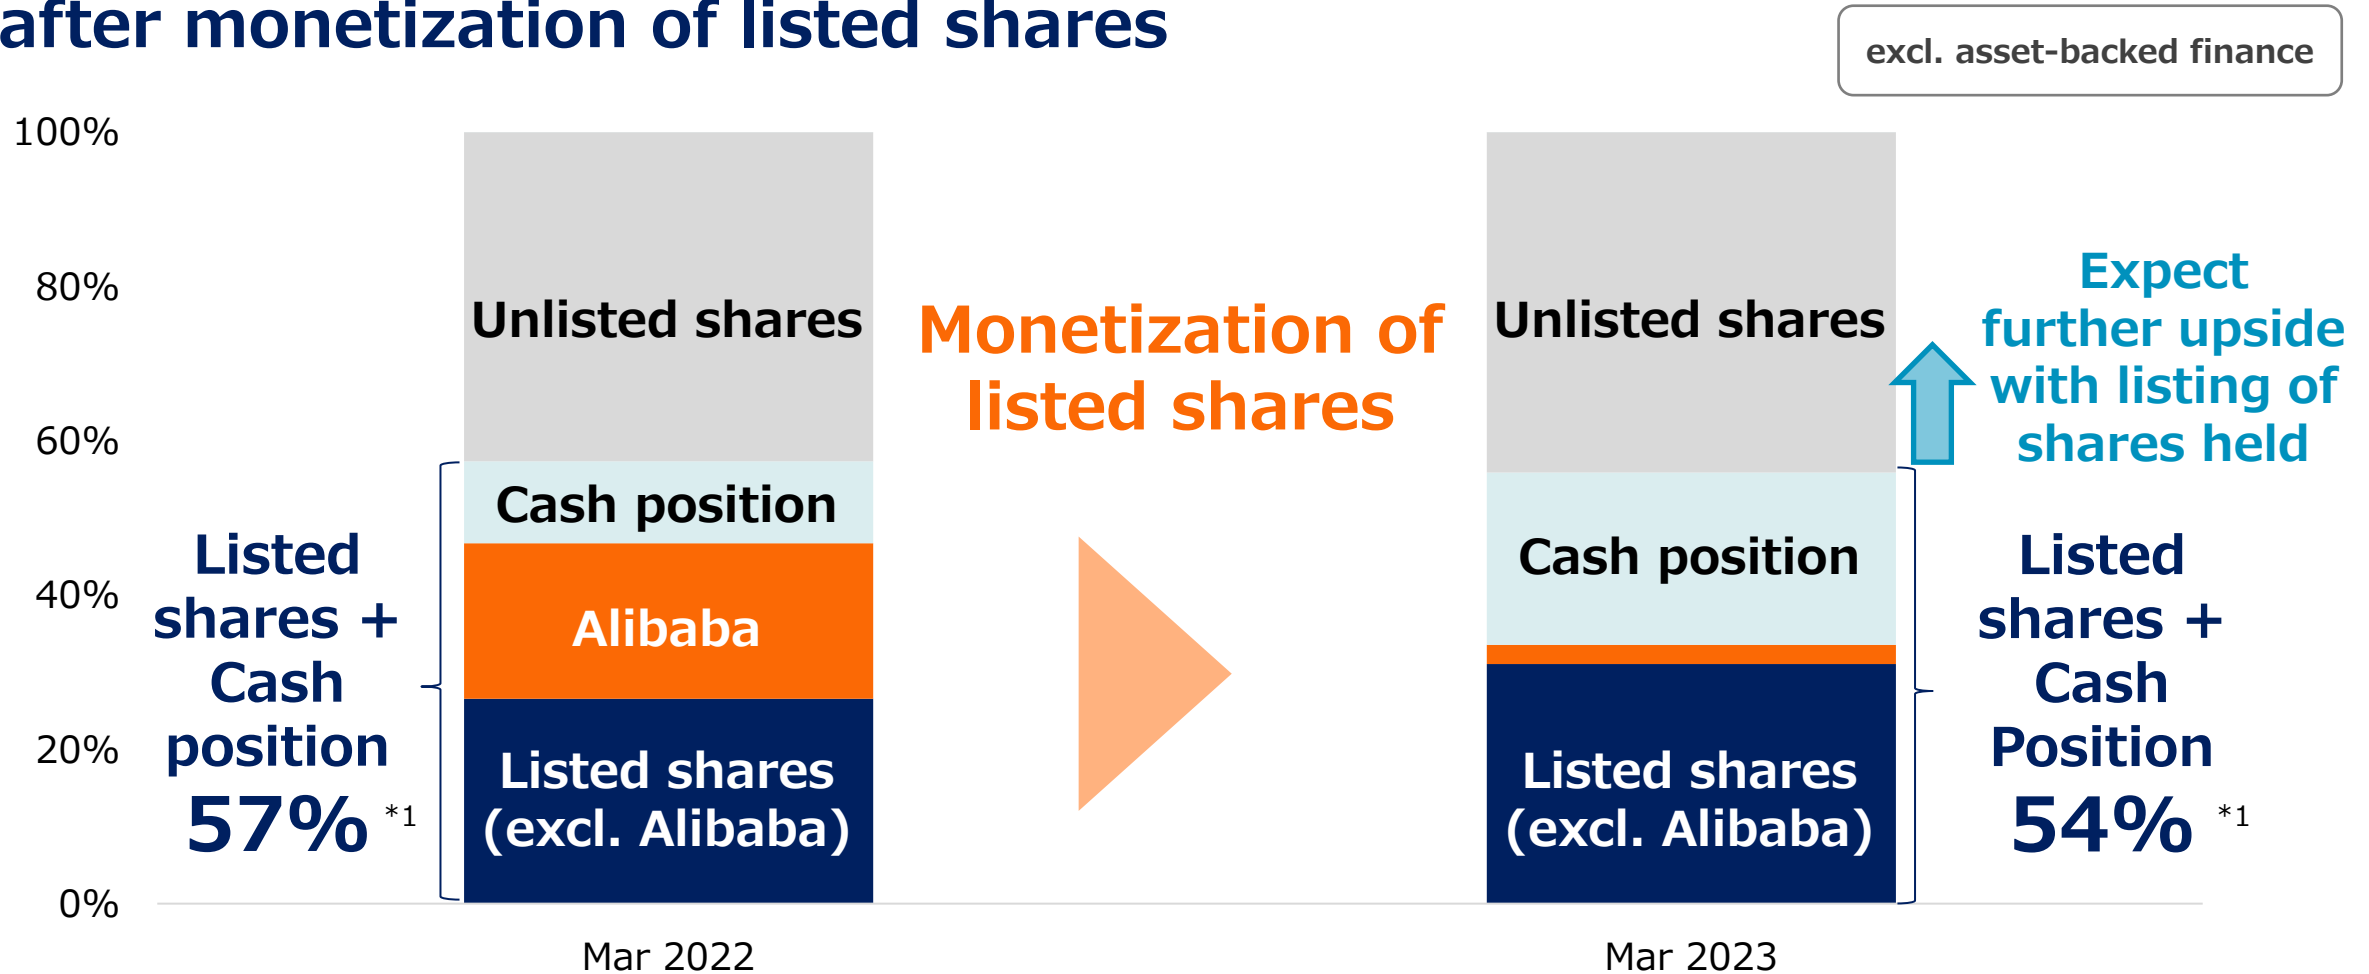 after monetization of listed shares
excl. asset-backed finance
100%
80%
60%
40%
20%
0%
Listed
shares +
Cash
position
57% *1
Unlisted shares
Cash position
Alibaba
Listed shares
(excl. Alibaba)
Mar 2022
Monetization of
listed shares
Unlisted shares
Cash position
Listed shares
(excl. Alibaba)
Mar 2023
Expect
further upside
with listing of
shares held
Listed
shares +
Cash
Position
54% *1